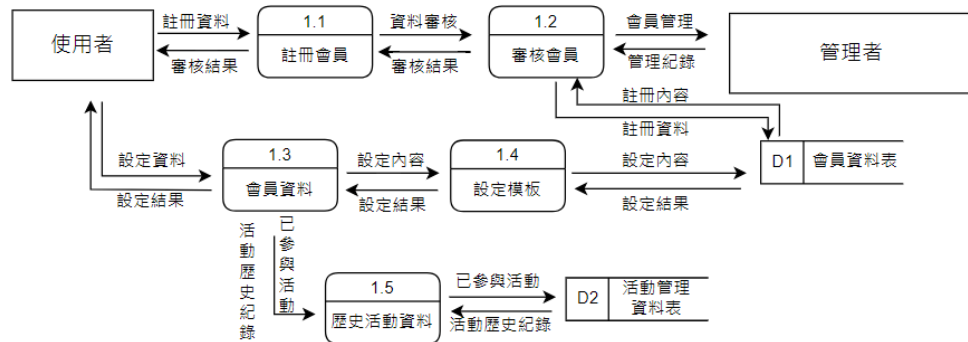 使用者
註冊資料
審核結果
1.1
註冊會員
資料審核
審核結果
1.2
審核會員
會員管理
管理紀錄
管理者
註冊內容
註冊資料
設定資料
設定結果
1.3
會員資料
設定內容
設定結果
1.4
設定模板
設定內容
設定結果
D1
會員資料表
活動歷史紀錄
已參與活動
1.5
歷史活動資料
已參與活動
活動歷史紀錄
D2
活動管理
資料表